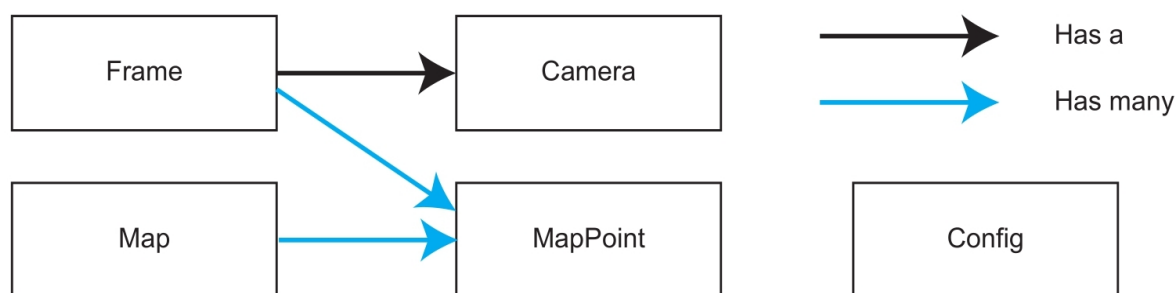 Frame
Camera
Has a
Has many
Map
MapPoint
Config